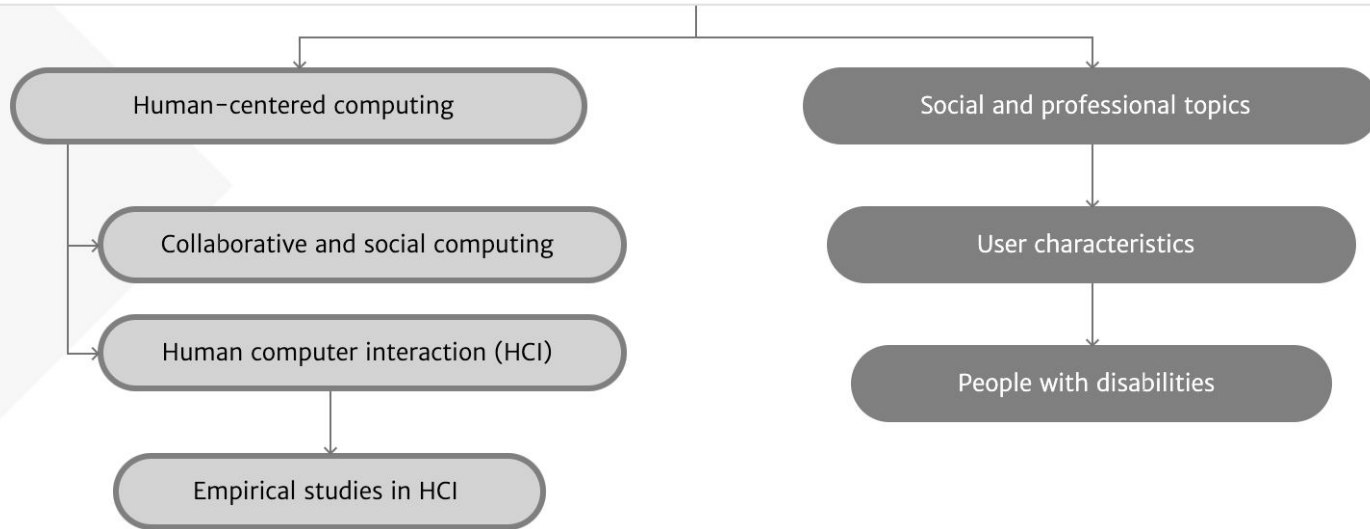 Human-centered computing
Collaborative and social computing
Human computer interaction (HCI)
Empirical studies in HCI
Social and professional topics
User characteristics
People with disabilities